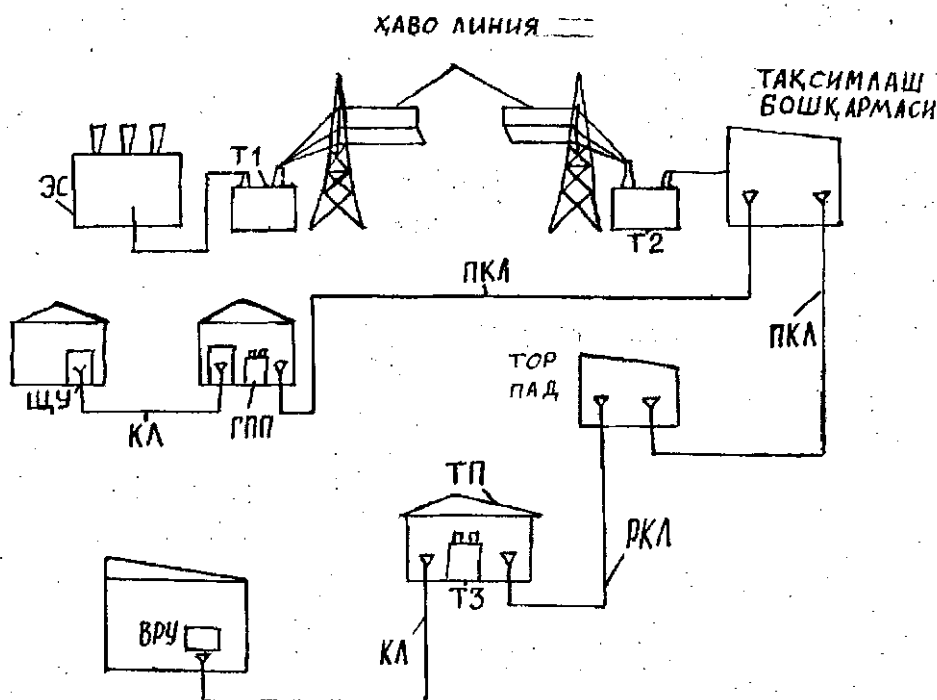 ҲАВО ЛИНИЯ
ТАҚСИМЛАШ
БОШҚАРМАСИ
ЭС
Т1
Т2
ПКЛ
ПКЛ
ЩУ
КЛ
ГПП
ТОР
ПАД
ТП
Т3
РКЛ
ВРУ
КЛ